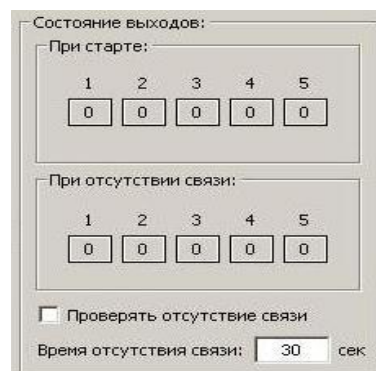 Состояние выходов:
При старте:
1 2 3 4 5
0 0 0 0 0
При отсутствии связи:
1 2 3 4 5
0 0 0 0 0
Проверять отсутствие связи
Время отсутствия связи: 30 сек